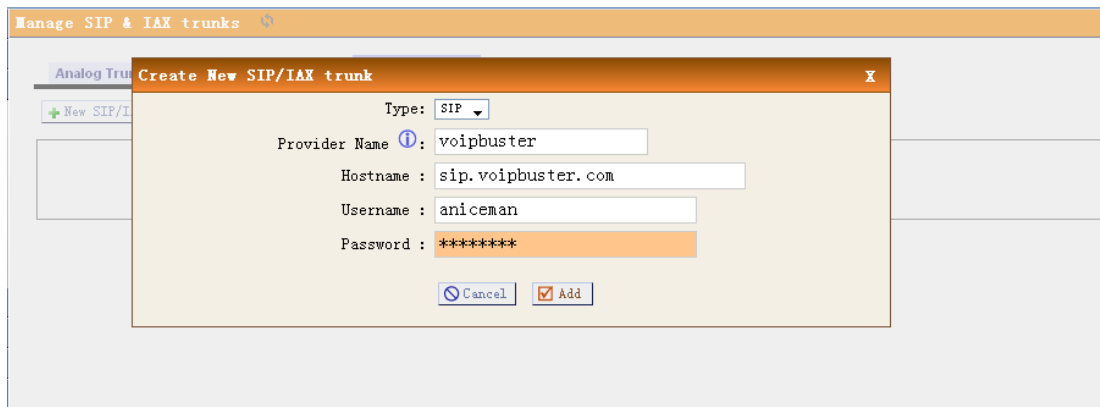 Manage SIP & IAX trunks
Analog Tru
Create New SIP/IAX trunk X
New SIP/I
Type: SIP
Provider Name i: voipbuster
Hostname : sip.voipbuster.com
Username : aniceman
Password : ********
Cancel Add